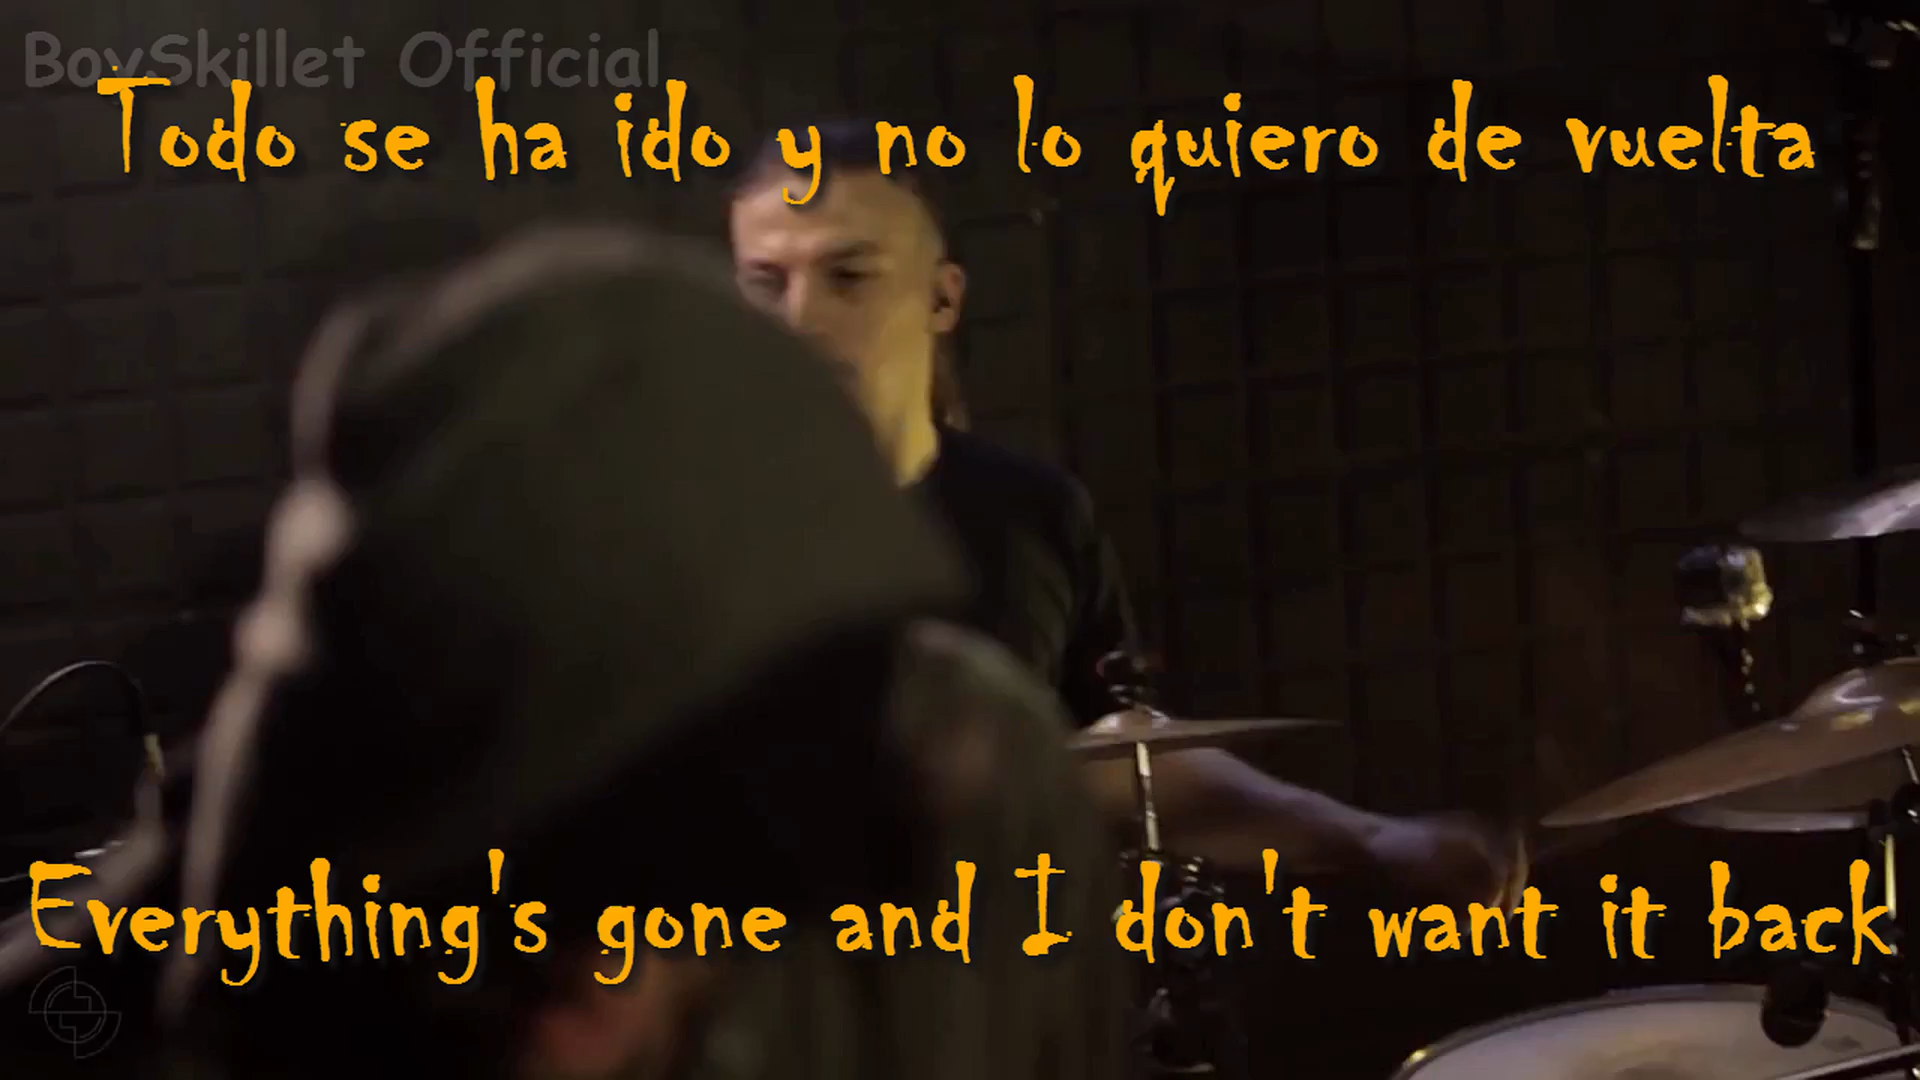 BoySkillet Official
Todo se ha ido y no lo quiero de vuelta
Everything's gone and I don't want it back